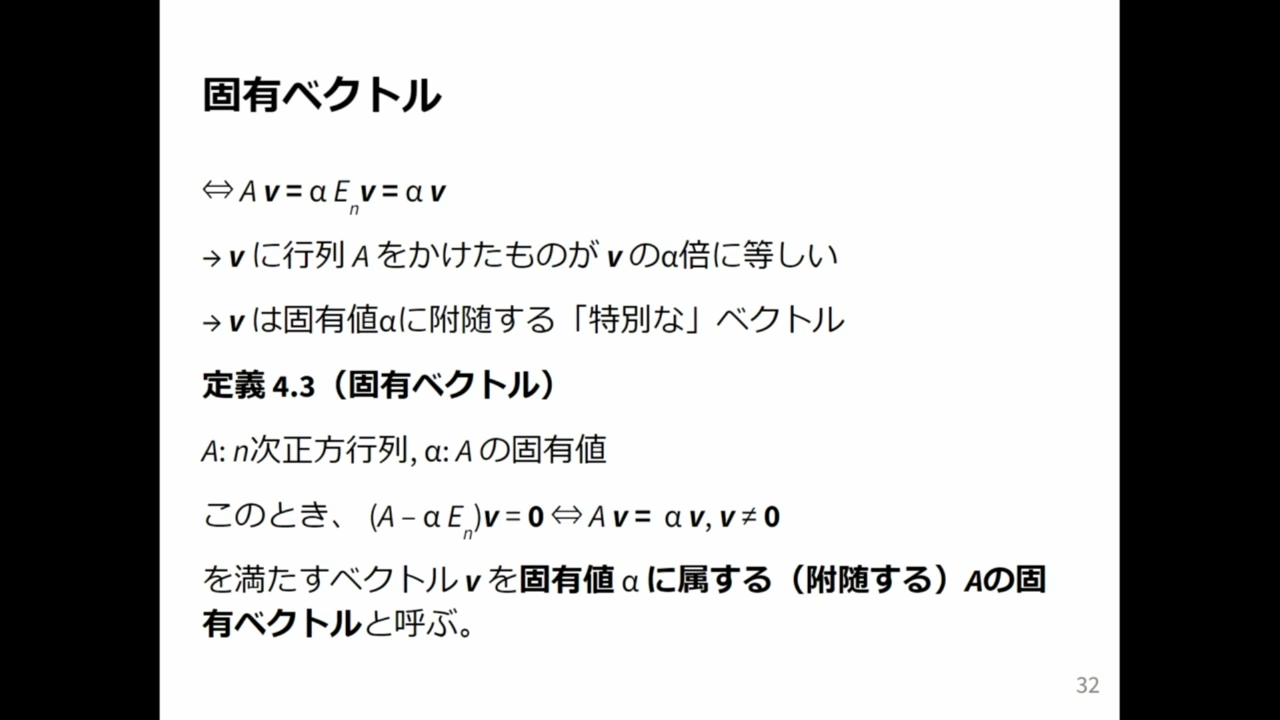 固有ベクトル
⇔ A v = α Eₙv = α v
→ v に行列 A をかけたものが v のα倍に等しい
→ v は固有値αに附随する「特別な」ベクトル
定義 4.3（固有ベクトル）
A: n次正方行列, α: A の固有値
このとき、 (A – α Eₙ)v = 0 ⇔ A v = α v, v ≠ 0
を満たすベクトル v を固有値 α に属する（附随する）Aの固
有ベクトルと呼ぶ。
32